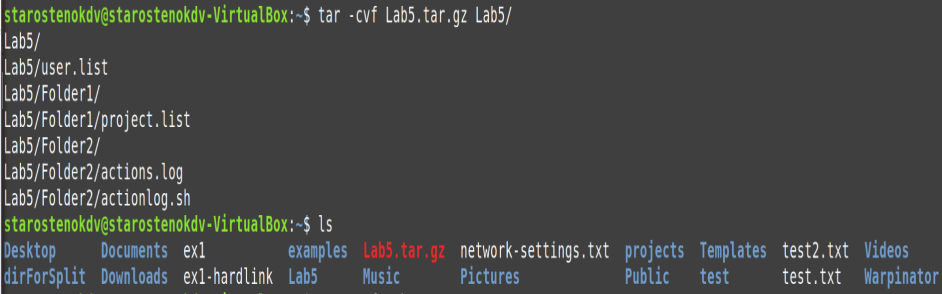 starostenokdv@starostenokdv-VirtualBox:~$ tar -cvf Lab5.tar.gz Lab5/
Lab5/
Lab5/user.list
Lab5/Folder1/
Lab5/Folder1/project.list
Lab5/Folder2/
Lab5/Folder2/actions.log
Lab5/Folder2/actionlog.sh
starostenokdv@starostenokdv-VirtualBox:~$ ls
Desktop Documents ex1 examples Lab5.tar.gz network-settings.txt projects Templates test2.txt Videos
dirForSplit Downloads ex1-hardlink Lab5 Music Pictures Public test test.txt Warpinator